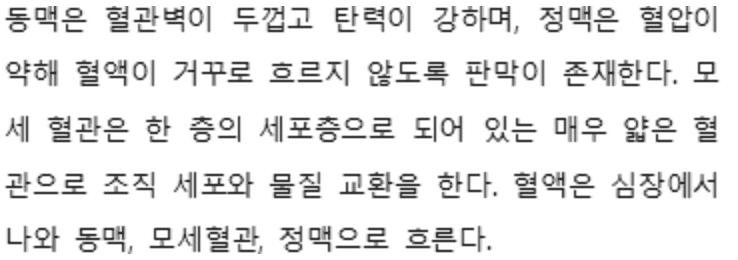 동맥은 혈관벽이 두껍고 탄력이 강하며, 정맥은 혈압이
약해 혈액이 거꾸로 흐르지 않도록 판막이 존재한다. 모
세 혈관은 한 층의 세포층으로 되어 있는 매우 얇은 혈
관으로 조직 세포와 물질 교환을 한다. 혈액은 심장에서
나와 동맥, 모세혈관, 정맥으로 흐른다.